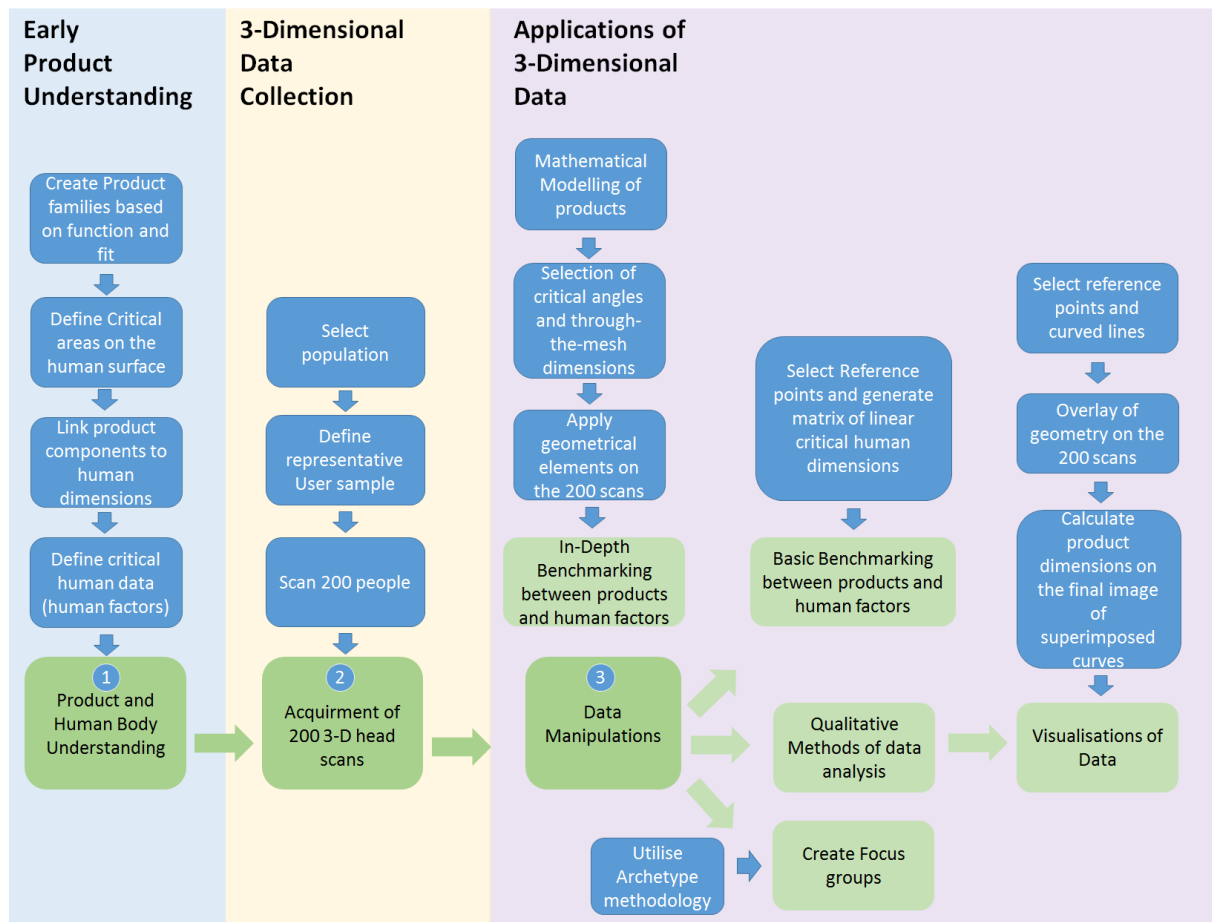 Early
Product
Understanding
Create Product
families based
on function and
fit
Define Critical
areas on the
human surface
Link product
components to
human
dimensions
Define critical
human data
(human factors)
1
Product and
Human Body
Understanding
3-Dimensional
Data
Collection
Select
population
Define
representative
User sample
Scan 200 people
2
Acquirment of
200 3-D head
scans
Applications of
3-Dimensional
Data
Mathematical
Modelling of
products
Selection of
critical angles
and through-
the-mesh
dimensions
Apply
geometrical
elements on
the 200 scans
In-Depth
Benchmarking
between products
and human factors
3
Data
Manipulations
Select Reference
points and generate
matrix of linear
critical human
dimensions
Basic Benchmarking
between products and
human factors
Qualitative
Methods of data
analysis
Utilise
Archetype
methodology
Create Focus
groups
Select reference
points and
curved lines
Overlay of
geometry on the
200 scans
Calculate
product
dimensions on
the final image
of
superimposed
curves
Visualisations of
Data